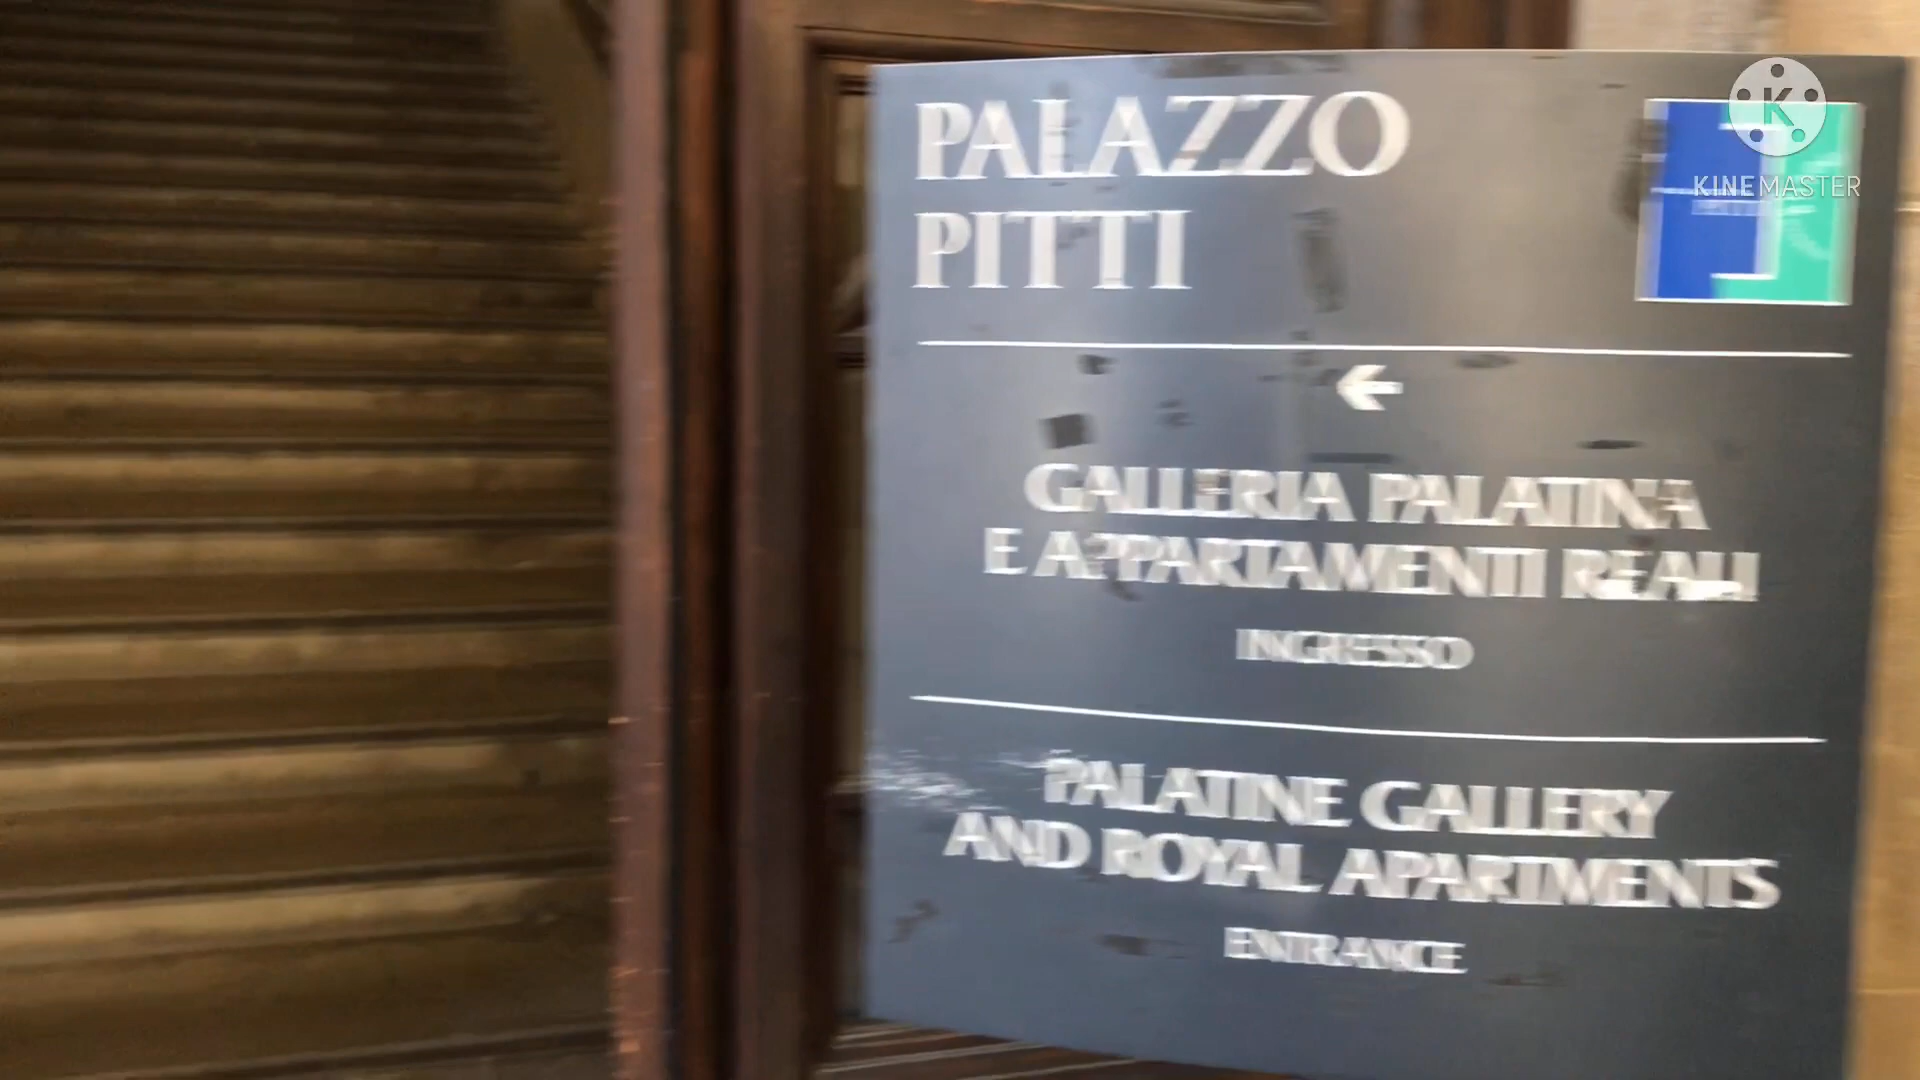 PALAZZO
PITTI
K
KINEMASTER
←
GALLERIA PALATINA
E APPARTAMENTI REALI
INGRESSO
PALATINE GALLERY
AND ROYAL APARTMENTS
ENTRANCE